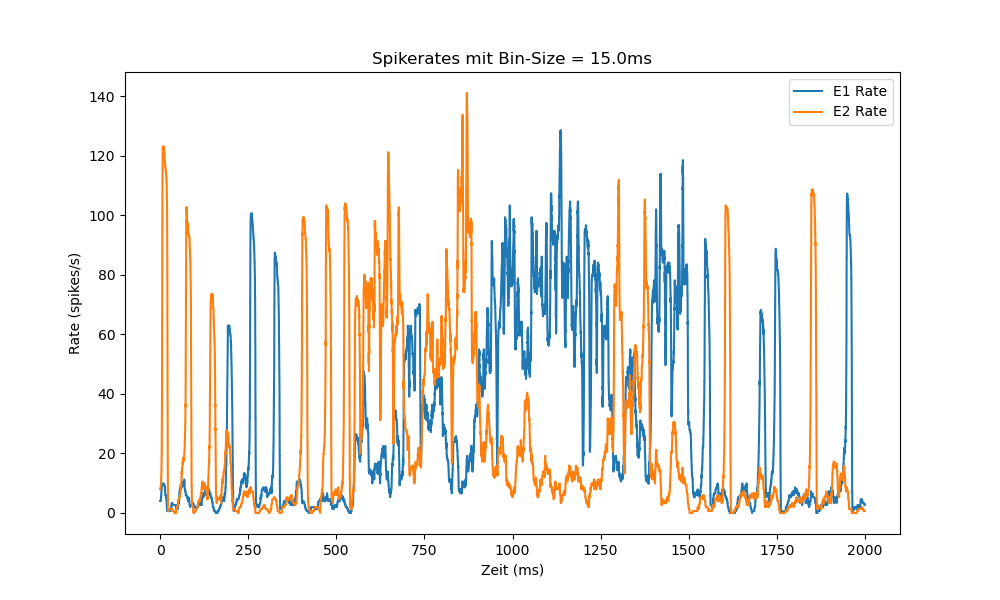 Spikerates mit Bin-Size = 15.0ms
E1 Rate
E2 Rate
Rate (spikes/s)
140
120
100
80
60
40
20
0
0 250 500 750 1000 1250 1500 1750 2000
Zeit (ms)